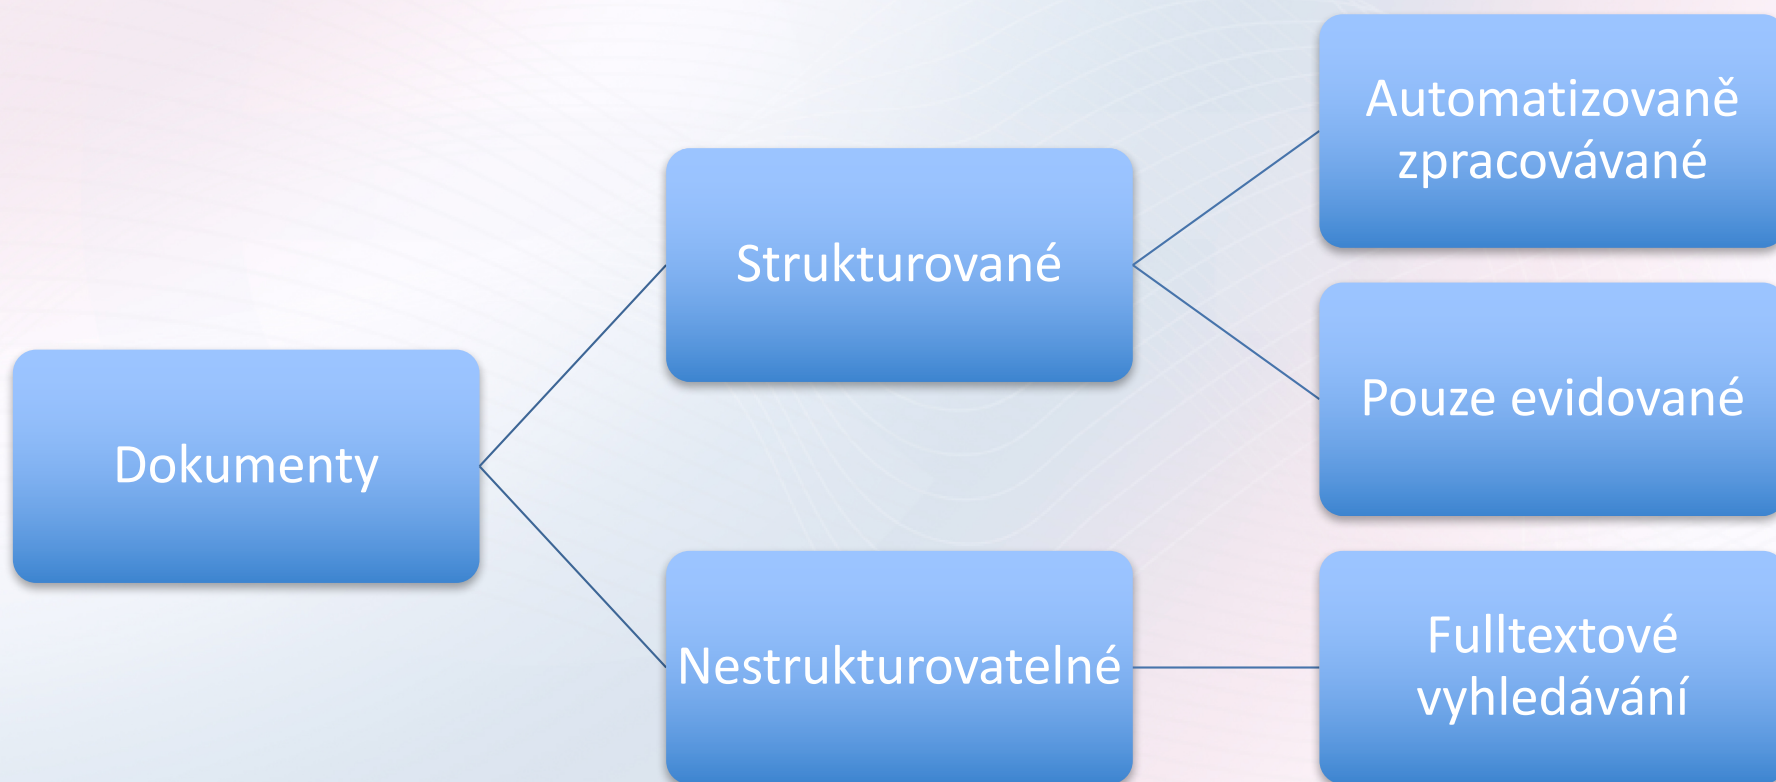 Dokumenty
Strukturované
Nestrukturovatelné
Automatizovaně
zpracovávané
Pouze evidované
Fulltextové
vyhledávání